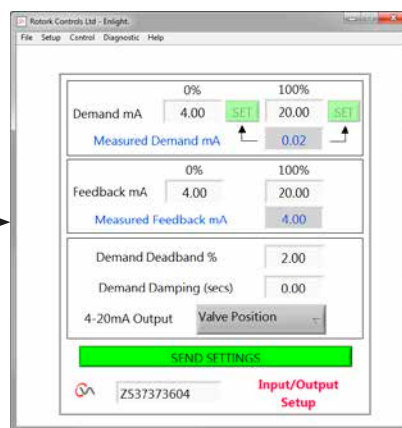 Rotork Controls Ltd - Enlight.
File Setup Control Diagnostic Help
0% 100%
Demand mA 4.00 SET 20.00 SET
Measured Demand mA 0.02
0% 100%
Feedback mA 4.00 20.00
Measured Feedback mA 4.00
Demand Deadband % 2.00
Demand Damping (secs) 0.00
4-20mA Output Valve Position
SEND SETTINGS
ZS37373604 Input/Output
Setup